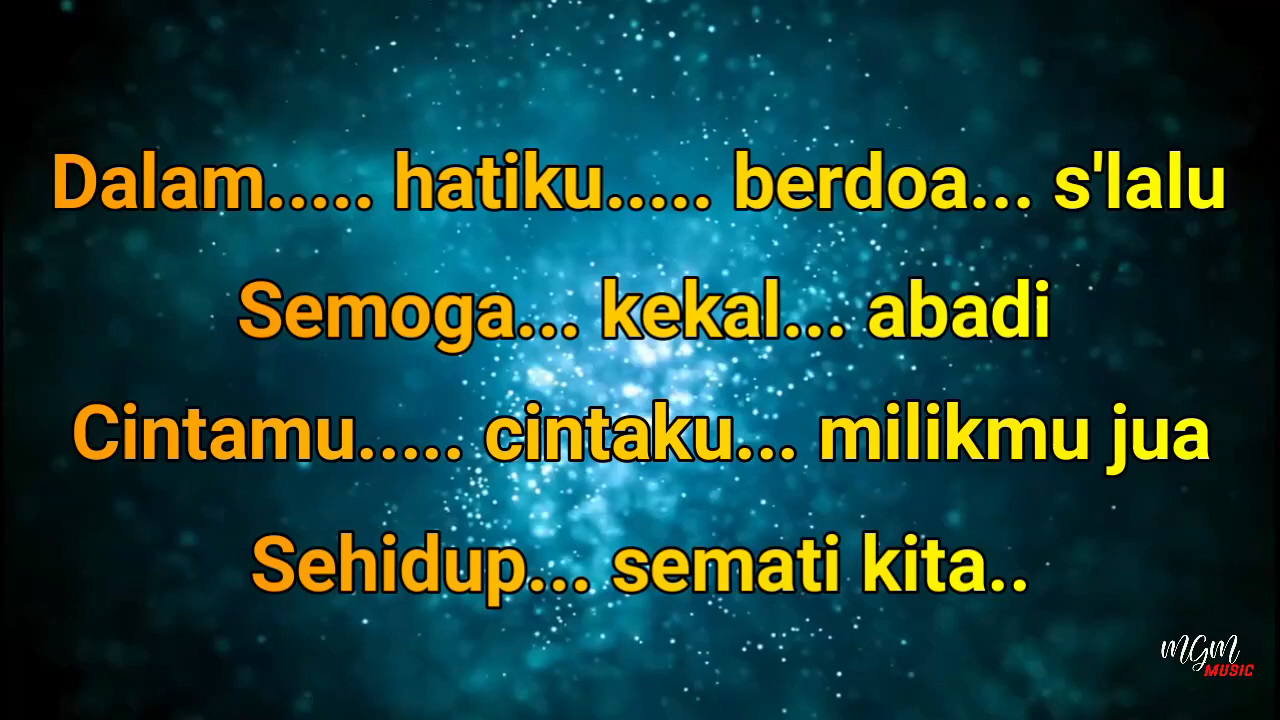 Dalam..... hatiku..... berdoa... s'lalu
Semoga... kekal... abadi
Cintamu..... cintaku... milikmu jua
Sehidup... semati kita..
MGM
MUSIC